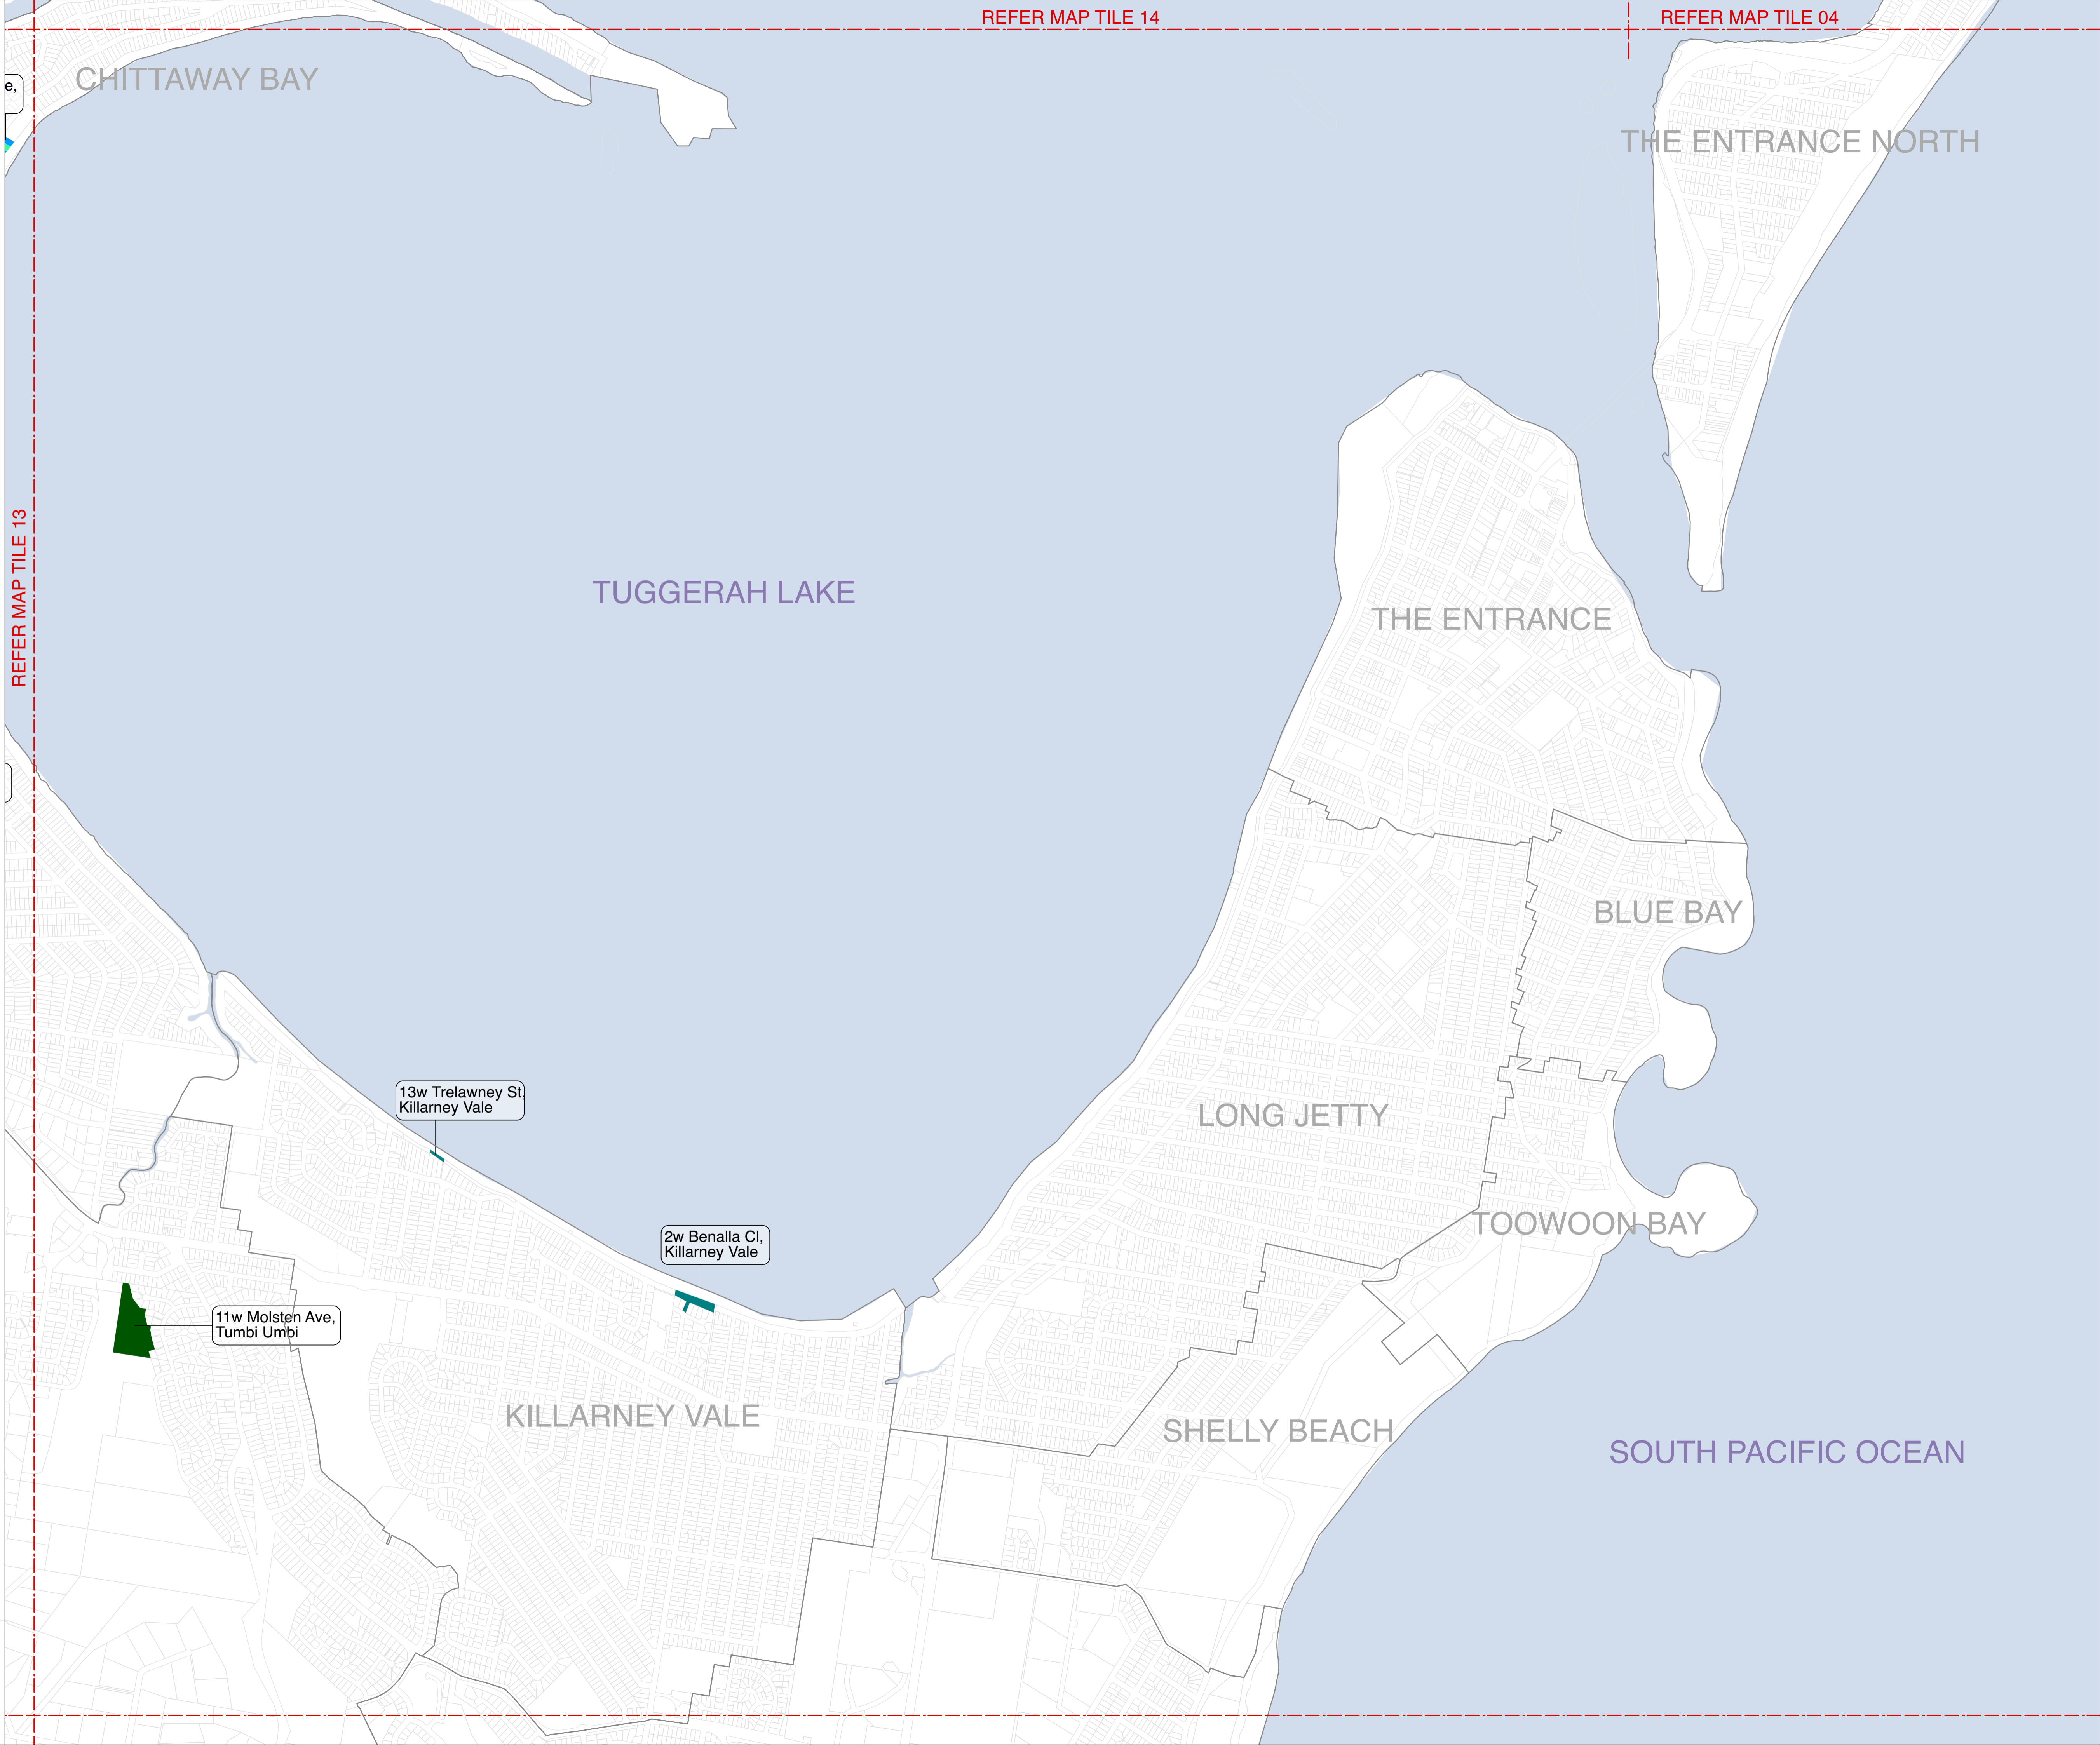 REFER MAP TILE 14
REFER MAP TILE 04
CHITTAWAY BAY
e,
THE ENTRANCE NORTH
REFER MAP TILE 13
TUGGERAH LAKE
THE ENTRANCE
BLUE BAY
13w Trelawney St,
Killarney Vale
LONG JETTY
TOOWOON BAY
2w Benalla Cl,
Killarney Vale
11w Molsten Ave,
Tumbi Umbi
KILLARNEY VALE
SHELLY BEACH
SOUTH PACIFIC OCEAN